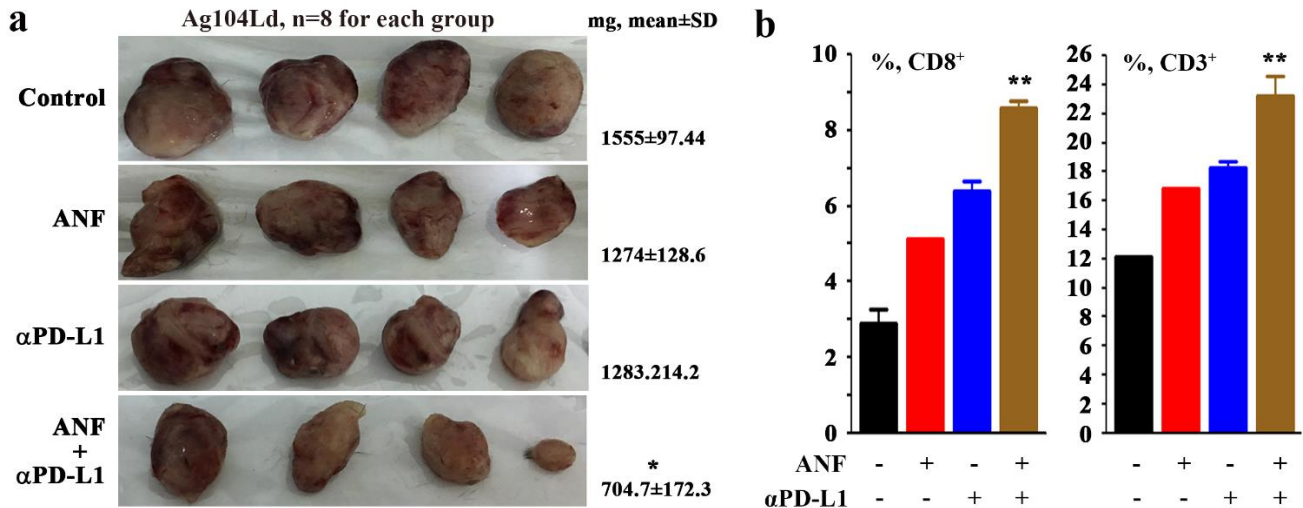 a
Ag104Ld, n=8 for each group
mg, mean±SD
Control
1555±97.44
ANF
1274±128.6
αPD-L1
1283.214.2
ANF
+
αPD-L1
*
704.7±172.3
b
%, CD8+
**
10
8
6
4
2
0
%, CD3+
**
26
24
22
20
18
16
14
12
10
8
6
4
2
0
ANF - + - + - + - +
αPD-L1 - - + + - - + +